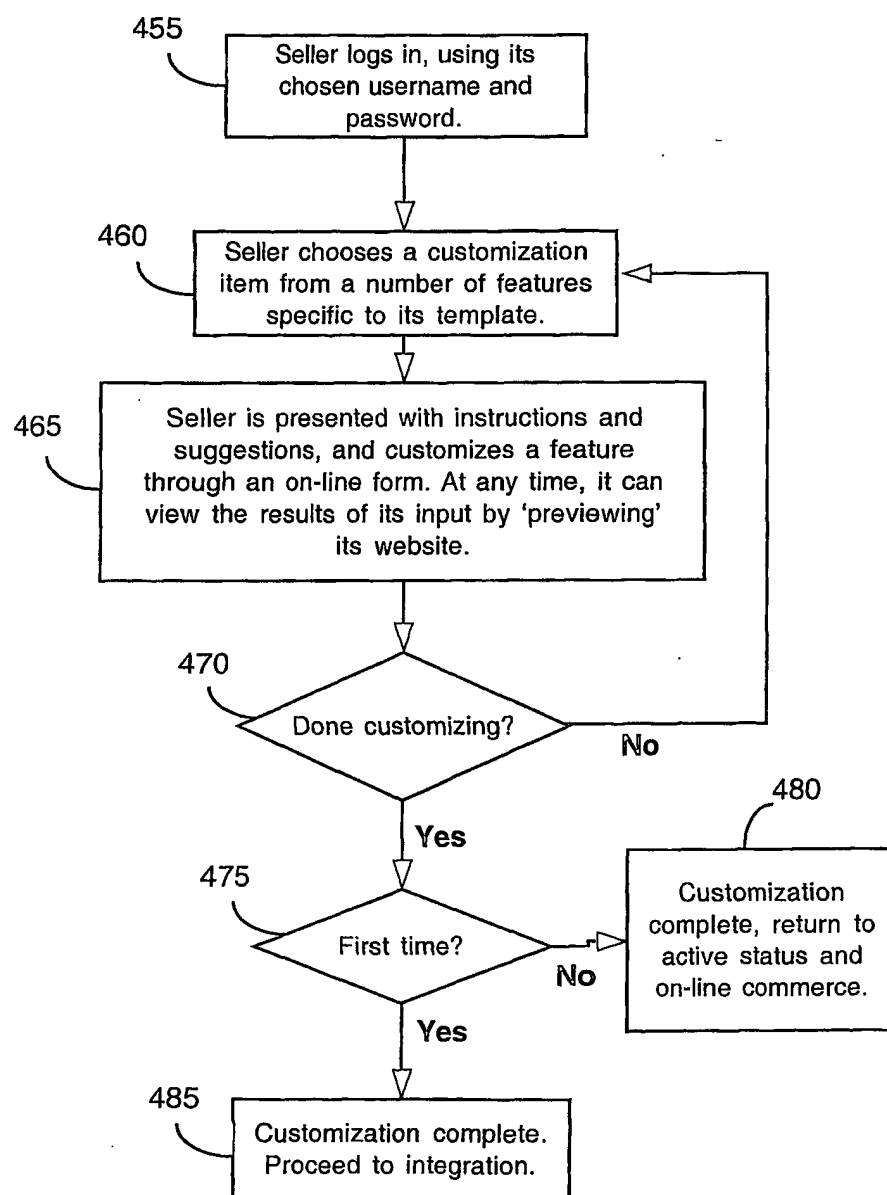 455
Seller logs in, using its
chosen username and
password.
460
Seller chooses a customization
item from a number of features
specific to its template.
465
Seller is presented with instructions and
suggestions, and customizes a feature
through an on-line form. At any time, it can
view the results of its input by ‘previewing’
its website.
470
Done customizing?
No
Yes
475
First time?
No
480
Customization
complete, return to
active status and
on-line commerce.
Yes
485
Customization complete.
Proceed to integration.